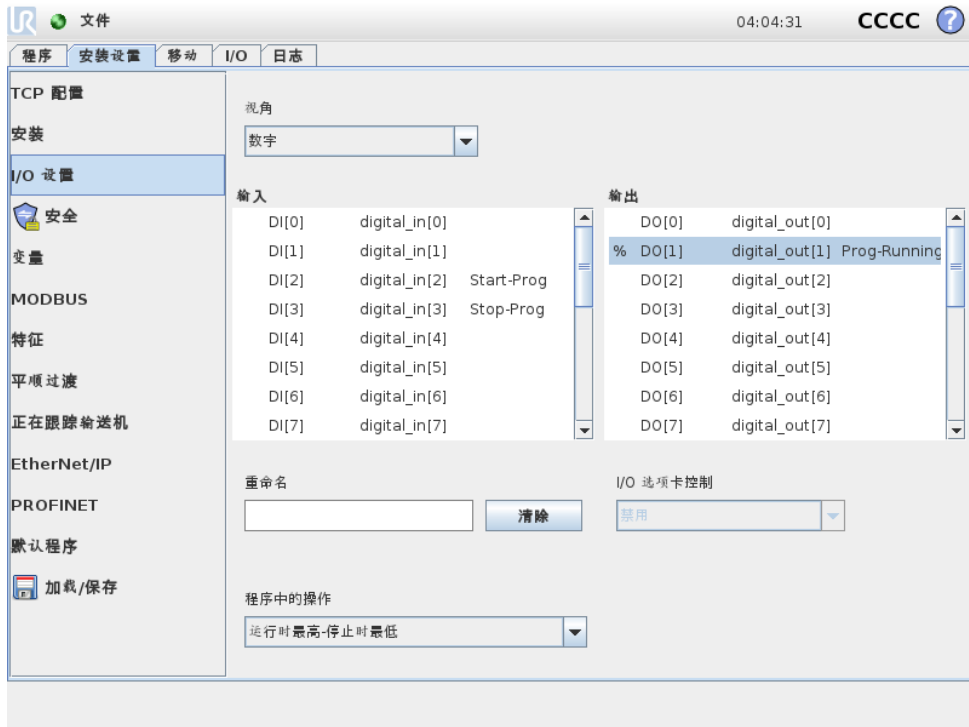 UR 文件 04:04:31 CCCC ?
程序 安装设置 移动 I/O 日志
TCP 配置
安装
I/O 设置
安全
变量
MODBUS
特征
平顺过渡
正在跟踪输送机
EtherNet/IP
PROFINET
默认程序
加载/保存
视角
数字
输入
DI[0] digital_in[0]
DI[1] digital_in[1]
DI[2] digital_in[2] Start-Prog
DI[3] digital_in[3] Stop-Prog
DI[4] digital_in[4]
DI[5] digital_in[5]
DI[6] digital_in[6]
DI[7] digital_in[7]
输出
DO[0] digital_out[0]
% DO[1] digital_out[1] Prog-Running
DO[2] digital_out[2]
DO[3] digital_out[3]
DO[4] digital_out[4]
DO[5] digital_out[5]
DO[6] digital_out[6]
DO[7] digital_out[7]
重命名
清除
I/O 选项卡控制
禁用
程序中的操作
运行时最高-停止时最低